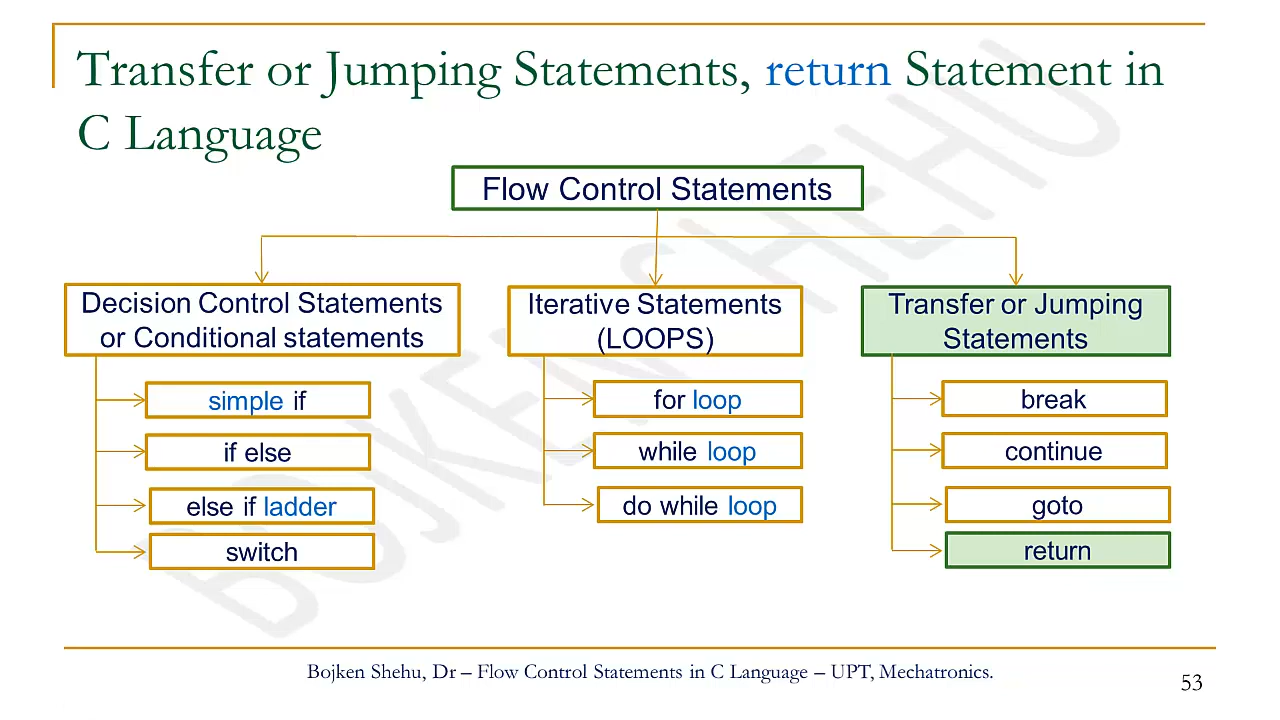 Transfer or Jumping Statements, return Statement in
C Language
Flow Control Statements
Decision Control Statements
or Conditional statements
simple if
if else
else if ladder
switch
Iterative Statements
(LOOPS)
for loop
while loop
do while loop
Transfer or Jumping
Statements
break
continue
goto
return
BOJKEN SHEHU
Bojken Shehu, Dr – Flow Control Statements in C Language – UPT, Mechatronics.
53